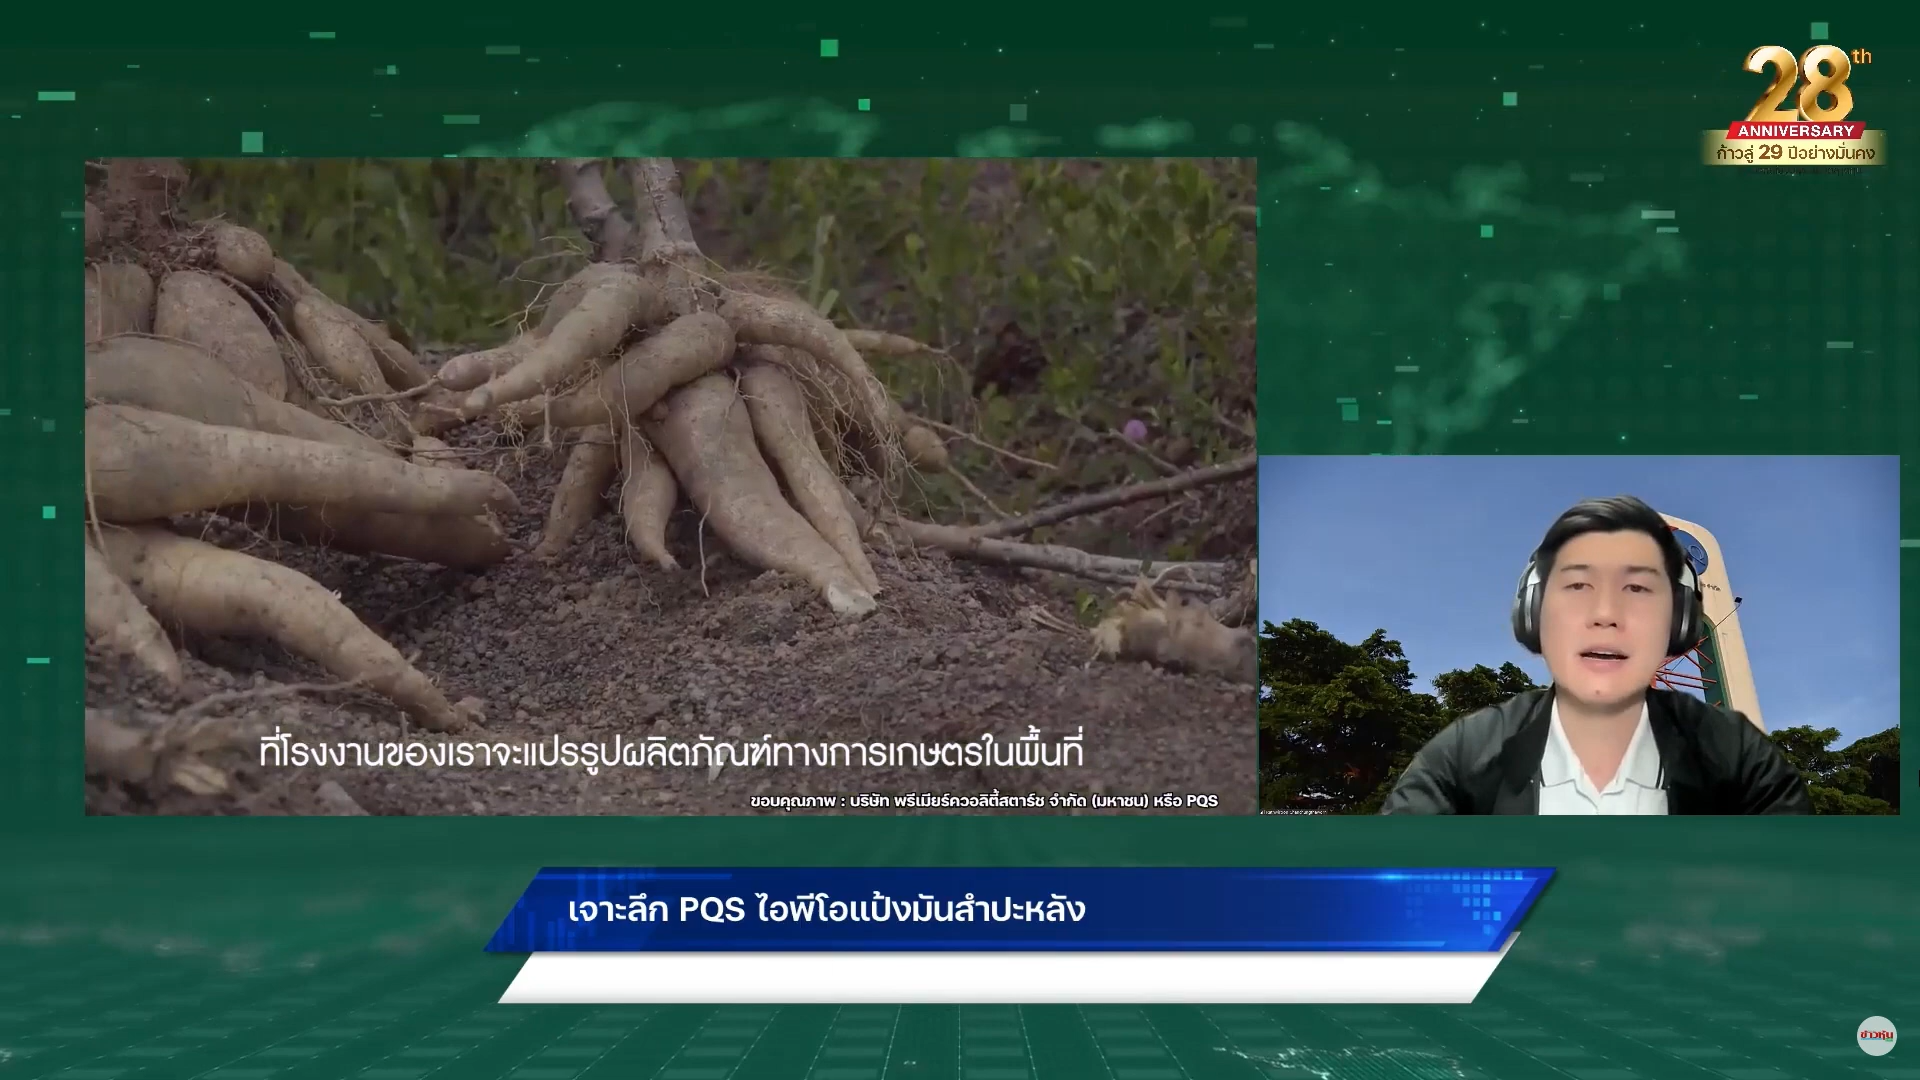 28th
ANNIVERSARY
ก้าวสู่ 29 ปีอย่างมั่นคง
ที่โรงงานของเราจะแปรรูปผลิตภัณฑ์ทางการเกษตรในพื้นที่
ขอบคุณภาพ : บริษัท พรีเมียร์ควอลิตี้สตาร์ช จำกัด (มหาชน) หรือ PQS
เจาะลึก PQS ไอพีโอแป้งมันสำปะหลัง
ข่าวหุ้น